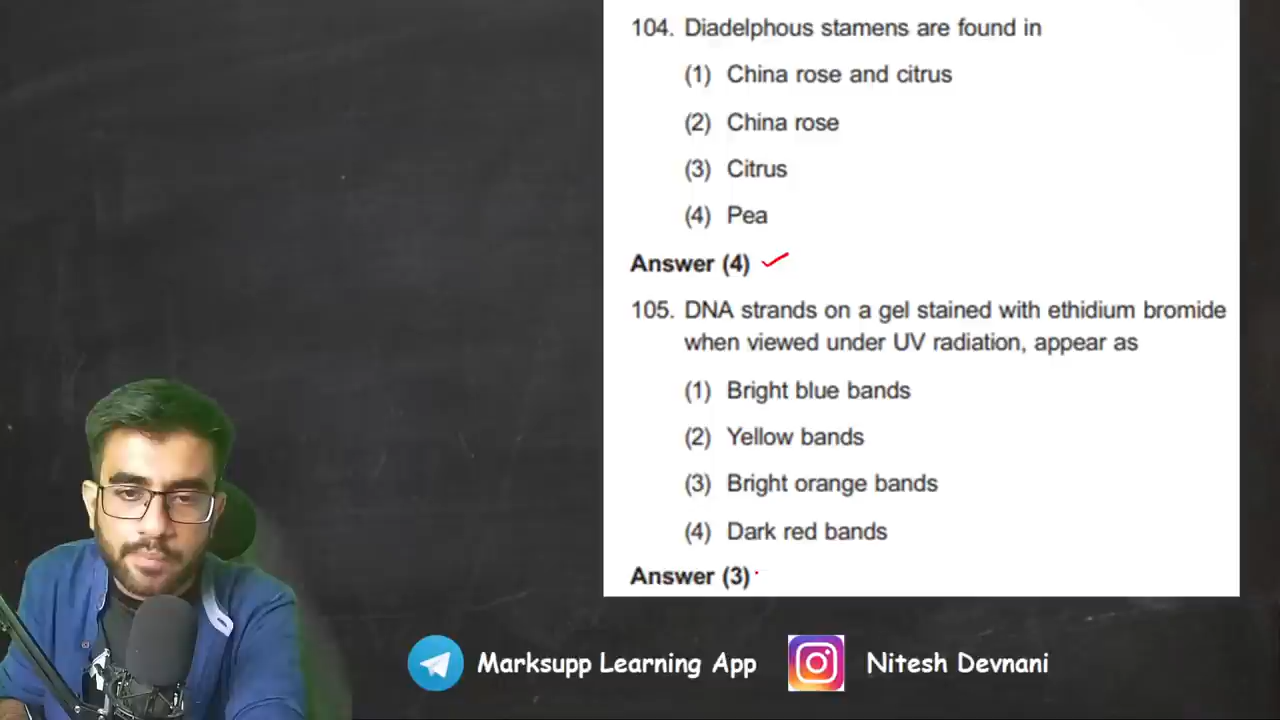 104. Diadelphous stamens are found in
(1) China rose and citrus
(2) China rose
(3) Citrus
(4) Pea
Answer (4)
105. DNA strands on a gel stained with ethidium bromide
when viewed under UV radiation, appear as
(1) Bright blue bands
(2) Yellow bands
(3) Bright orange bands
(4) Dark red bands
Answer (3)
Marksupp Learning App
Nitesh Devnani